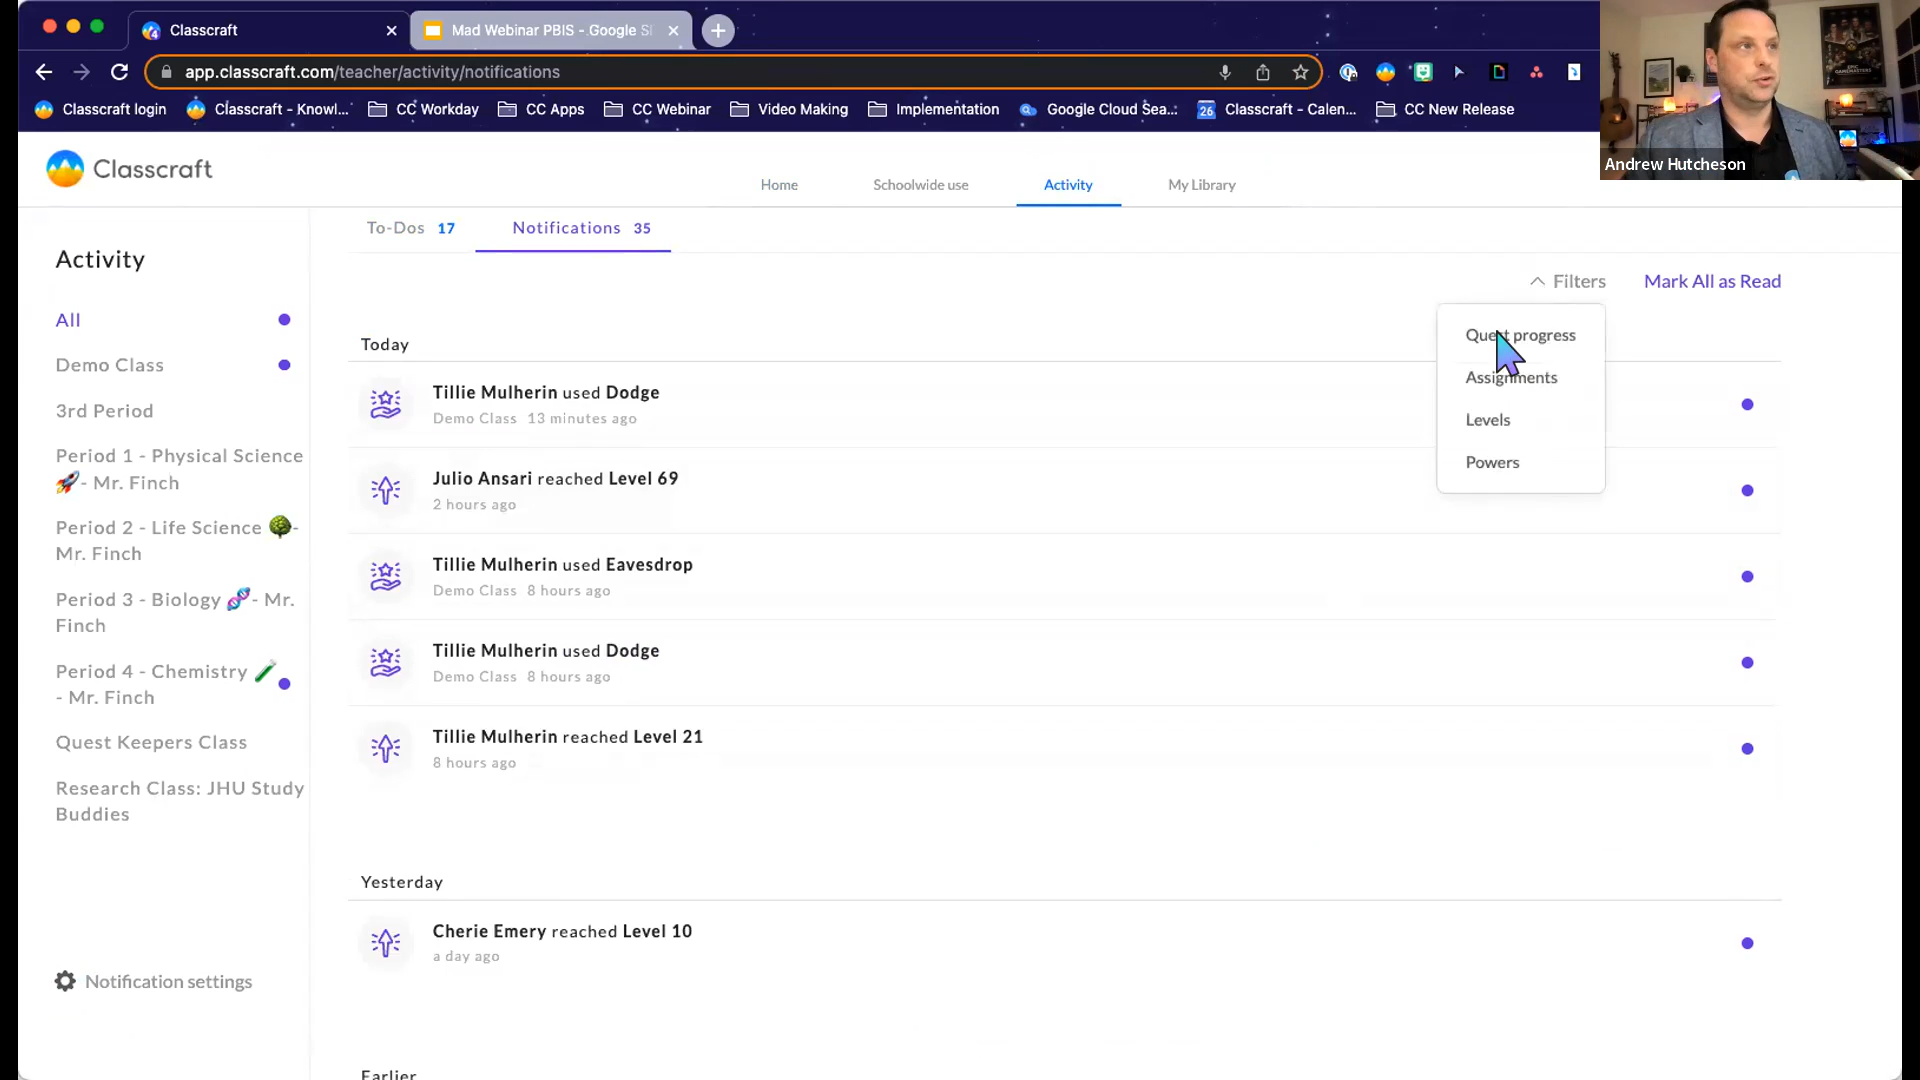 Classcraft
Mad Webinar PBIS - Google Sl
app.classcraft.com/teacher/activity/notifications
Classcraft login
Classcraft - Knowl...
CC Workday
CC Apps
CC Webinar
Video Making
Implementation
Google Cloud Sea...
26
Classcraft - Calen...
CC New Release
Andrew Hutcheson
Classcraft
Home
Schoolwide use
Activity
My Library
Activity
All
Demo Class
3rd Period
Period 1 - Physical Science
🚀- Mr. Finch
Period 2 - Life Science 🌳-
Mr. Finch
Period 3 - Biology 🧬- Mr.
Finch
Period 4 - Chemistry 🧪
- Mr. Finch
Quest Keepers Class
Research Class: JHU Study
Buddies
Notification settings
To-Dos 17
Notifications 35
Filters
Mark All as Read
Quest progress
Assignments
Levels
Powers
Today
Tillie Mulherin used Dodge
Demo Class 13 minutes ago
Julio Ansari reached Level 69
2 hours ago
Tillie Mulherin used Eavesdrop
Demo Class 8 hours ago
Tillie Mulherin used Dodge
Demo Class 8 hours ago
Tillie Mulherin reached Level 21
8 hours ago
Yesterday
Cherie Emery reached Level 10
a day ago
Earlier